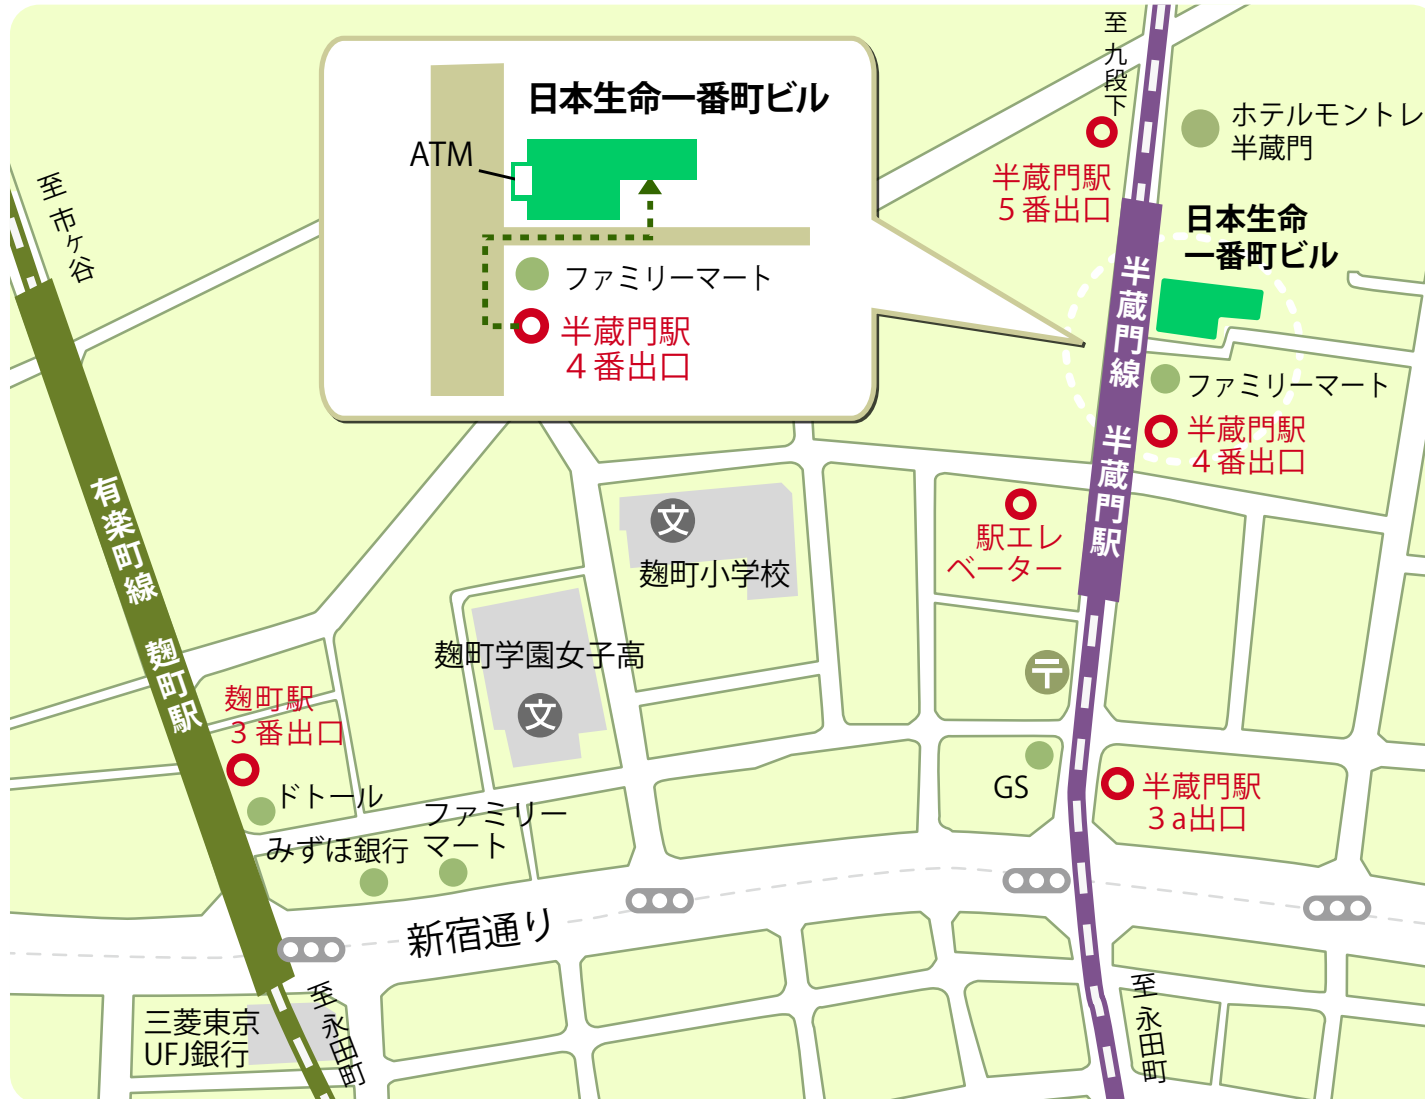 日本生命一番町ビル
ATM
ファミリーマート
半蔵門駅
４番出口
至 九段下
ホテルモントレ
半蔵門
半蔵門駅
５番出口
日本生命
一番町ビル
半蔵門線 半蔵門駅
ファミリーマート
半蔵門駅
４番出口
至 市ヶ谷
有楽町線 麹町駅
文
麹町小学校
駅エレ
ベーター
麹町学園女子高
文
〒
麹町駅
３番出口
ドトール
ファミリー
マート
みずほ銀行
GS
半蔵門駅
３a出口
新宿通り
三菱東京
UFJ銀行
至 永田町
至 永田町